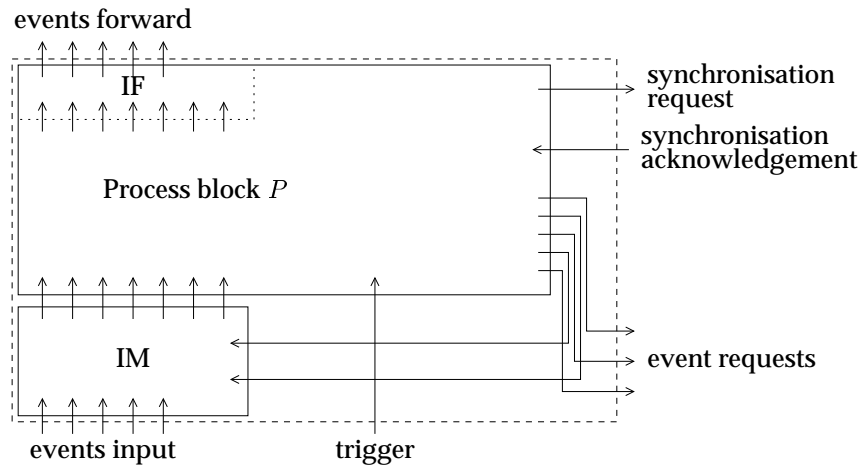 events forward
IF
synchronisation
request
synchronisation
acknowledgement
Process block P
IM
event requests
events input
trigger